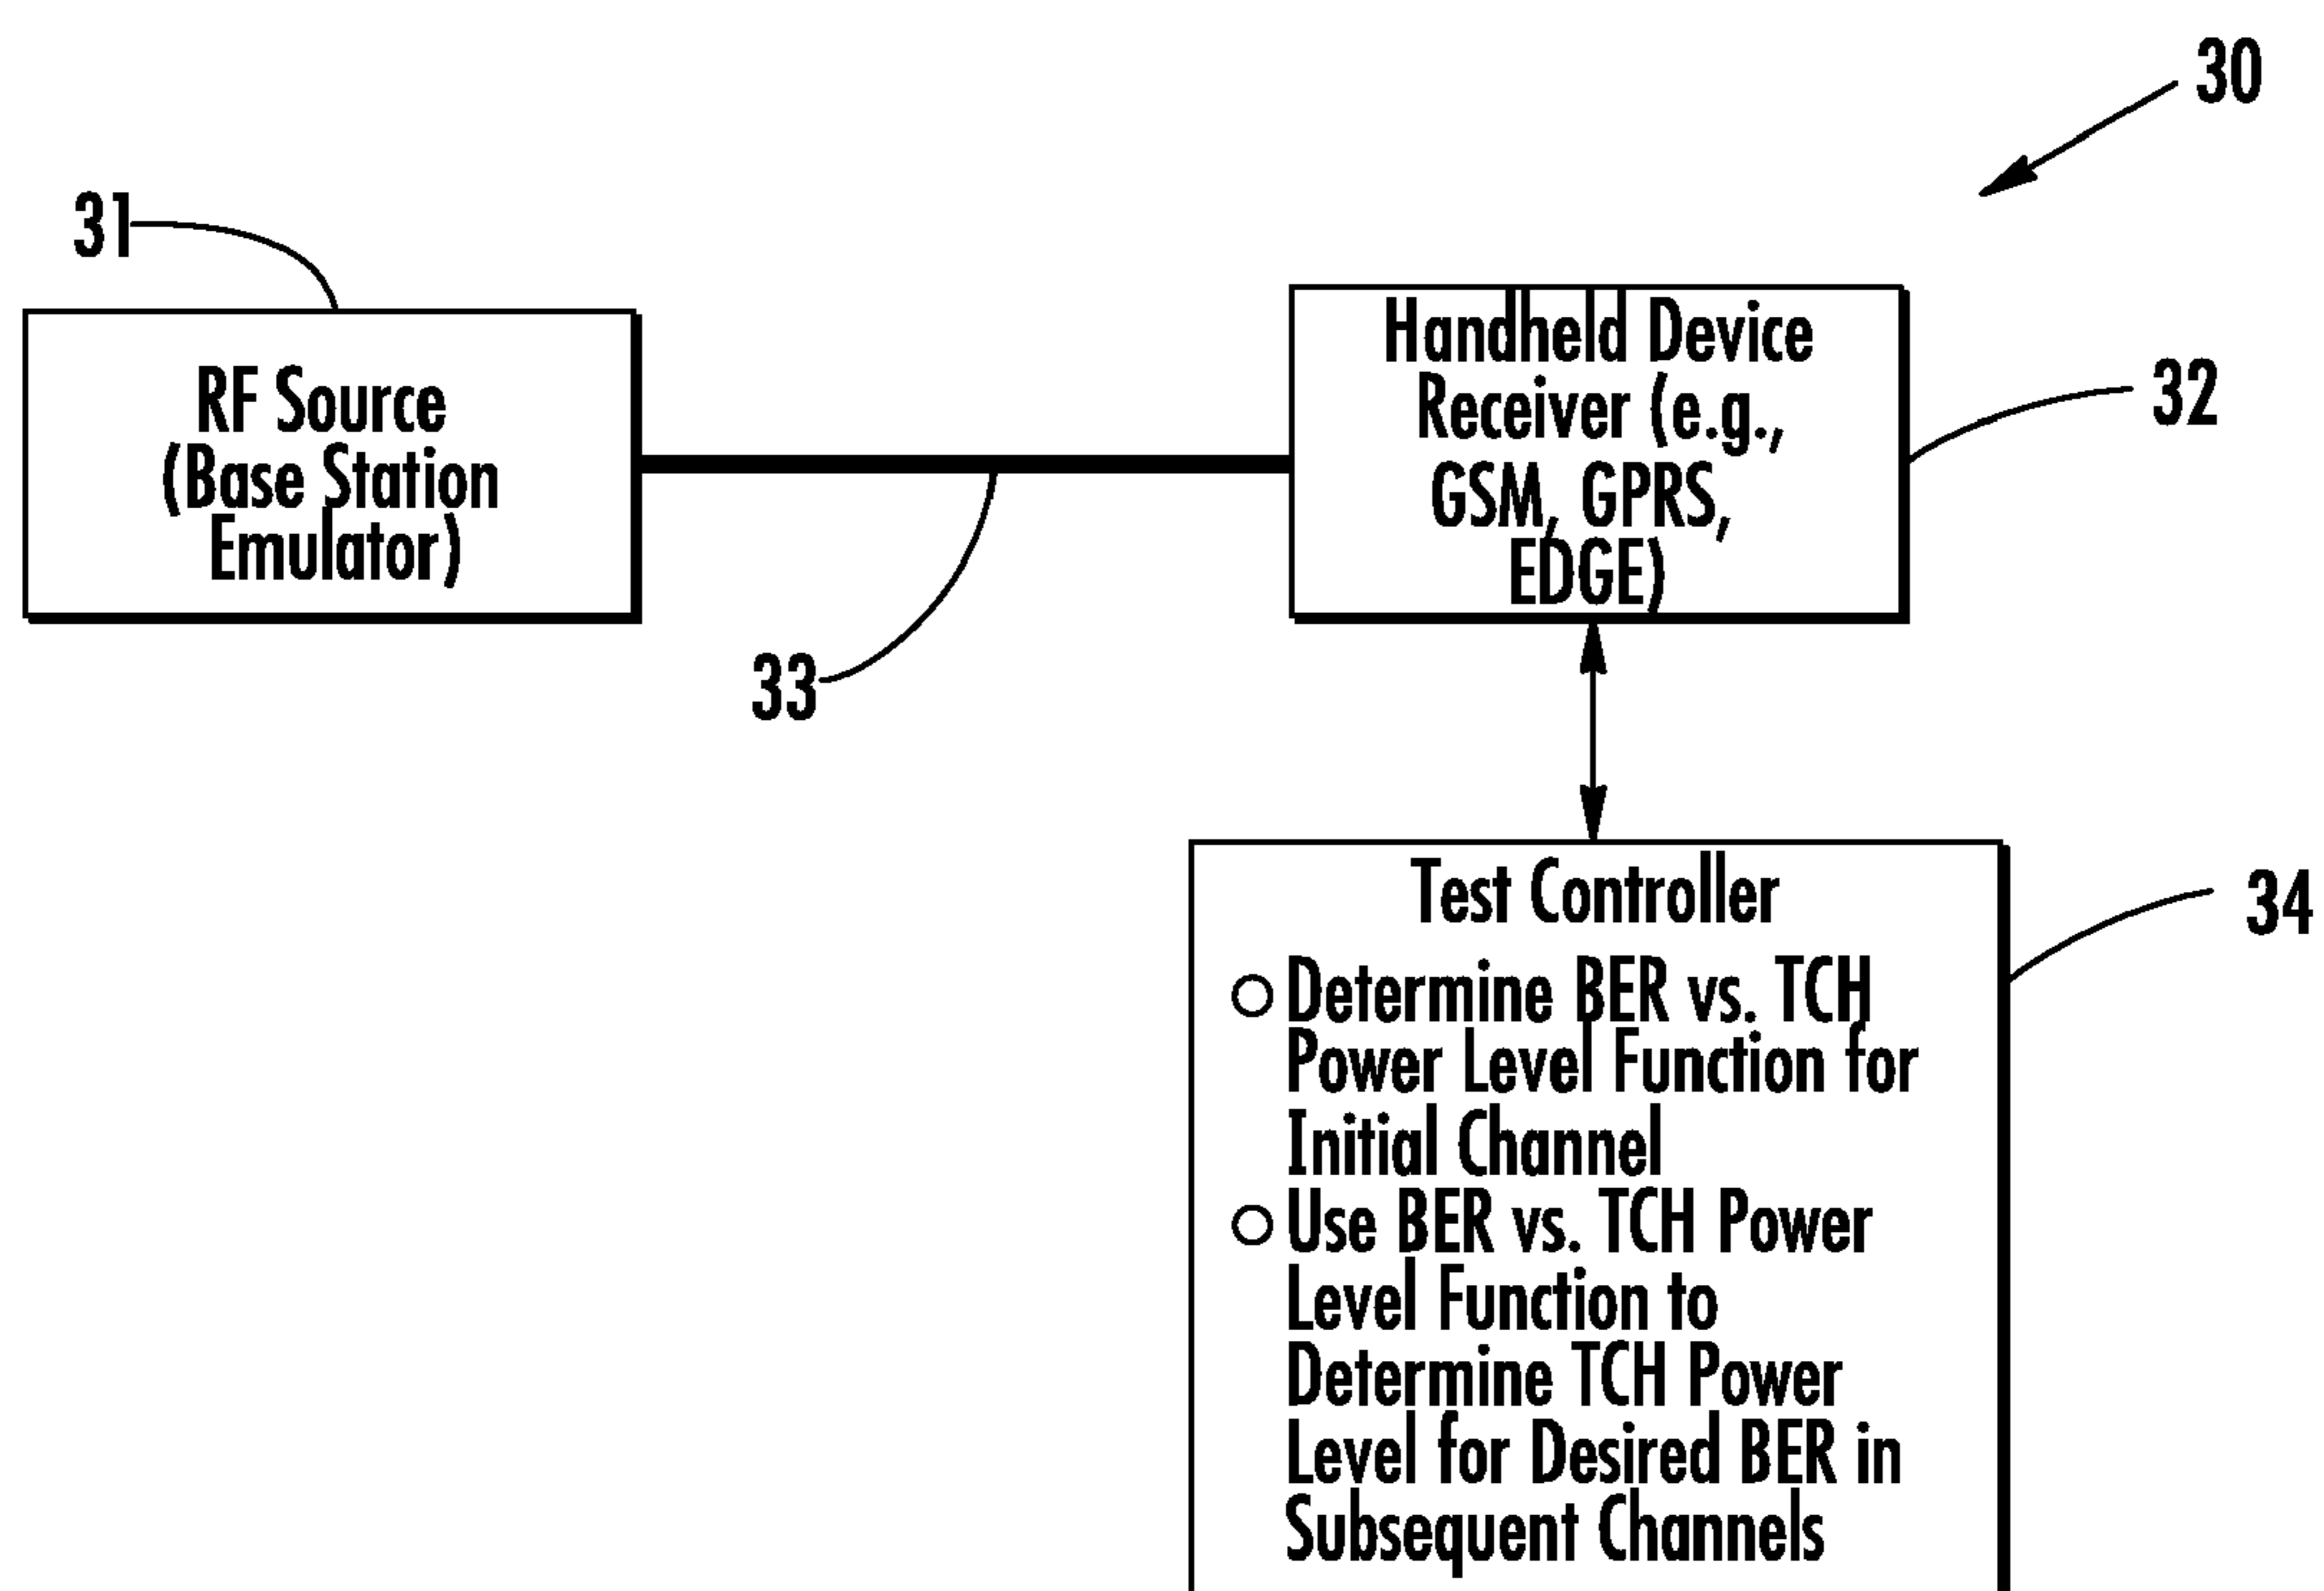 30
31
RF Source
(Base Station
Emulator)
Handheld Device
Receiver (e.g.,
GSM, GPRS,
EDGE)
32
33
Test Controller
34
Determine BER vs. TCH
Power Level Function for
Initial Channel
Use BER vs. TCH Power
Level Function to
Determine TCH Power
Level for Desired BER in
Subsequent Channels